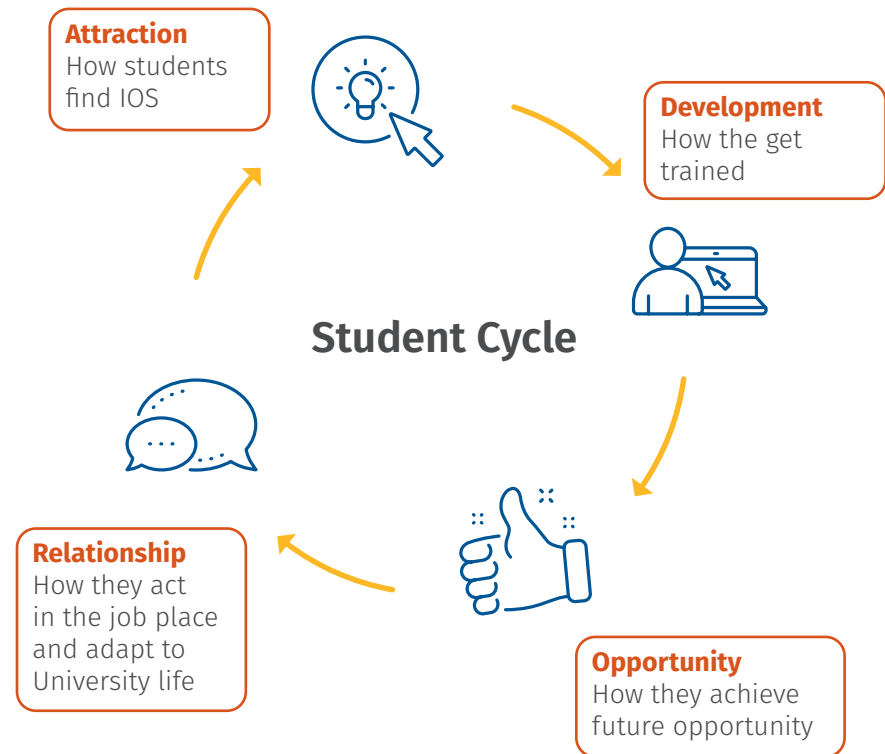 Attraction
How students
find IOS
Development
How the get
trained
Student Cycle
Relationship
How they act
in the job place
and adapt to
University life
Opportunity
How they achieve
future opportunity